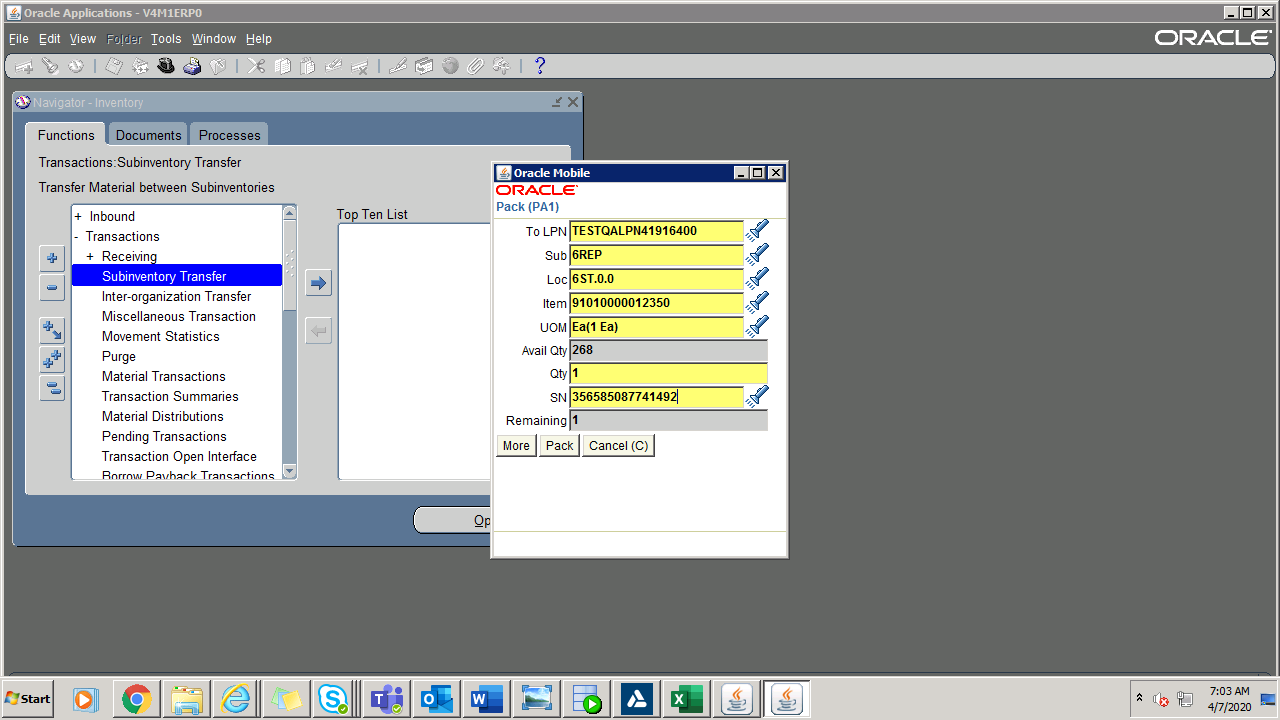 Oracle Applications - V4M1ERP0
File Edit View Folder Tools Window Help
ORACLE
Navigator - Inventory
Functions Documents Processes
Transactions:Subinventory Transfer
Transfer Material between Subinventories
Top Ten List
+ Inbound
- Transactions
+ Receiving
Subinventory Transfer
Inter-organization Transfer
Miscellaneous Transaction
Movement Statistics
Purge
Material Transactions
Transaction Summaries
Material Distributions
Pending Transactions
Transaction Open Interface
Borrow Payback Transactions
Op
Oracle Mobile
ORACLE
Pack (PA1)
To LPN TESTQALPN41916400
Sub 6REP
Loc 6ST.0.0
Item 91010000012350
UOM Ea(1 Ea)
Avail Qty 268
Qty 1
SN 356585087741492
Remaining 1
More Pack Cancel (C)
Start
7:03 AM
4/7/2020